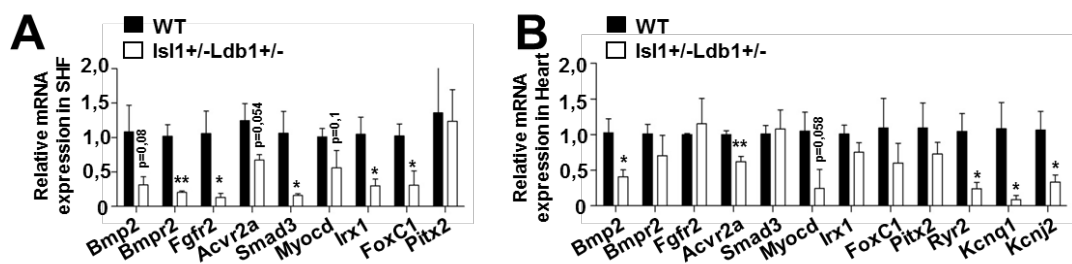 A
WT
Isl1+/-Ldb1+/-
Relative mRNA
expression in SHF
2,0
1,5
1,0
0,5
0
p=0,08
**
*
p=0,054
*
p=0,1
*
*
Bmp2
Bmpr2
Fgfr2
Acvr2a
Smad3
Myocd
Irx1
FoxC1
Pitx2
B
WT
Isl1+/-Ldb1+/-
Relative mRNA
expression in Heart
2,0
1,5
1,0
0,5
0
*
**
p=0,058
*
*
*
Bmp2
Bmpr2
Fgfr2
Acvr2a
Smad3
Myocd
Irx1
FoxC1
Pitx2
Ryr2
Kcnq1
Kcnj2